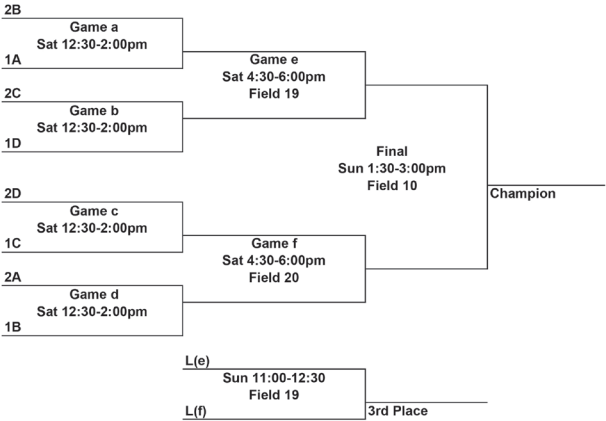 2B
Game a
Sat 12:30-2:00pm
1A
Game e
Sat 4:30-6:00pm
Field 19
2C
Game b
Sat 12:30-2:00pm
1D
Final
Sun 1:30-3:00pm
Field 10
Champion
2D
Game c
Sat 12:30-2:00pm
1C
Game f
Sat 4:30-6:00pm
Field 20
2A
Game d
Sat 12:30-2:00pm
1B
L(e)
Sun 11:00-12:30
Field 19
L(f)
3rd Place